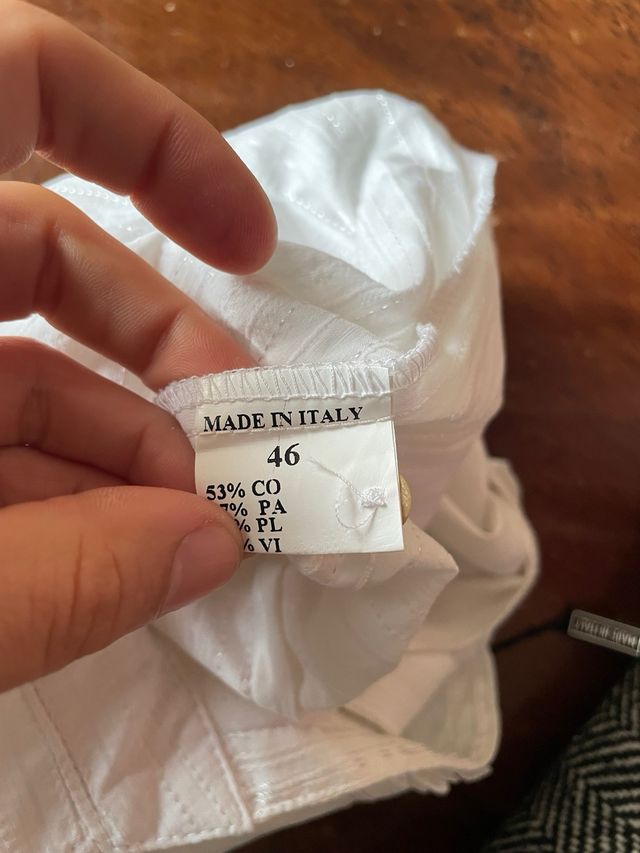 MADE IN ITALY
46
53% CO
7% PA
% PL
% VI